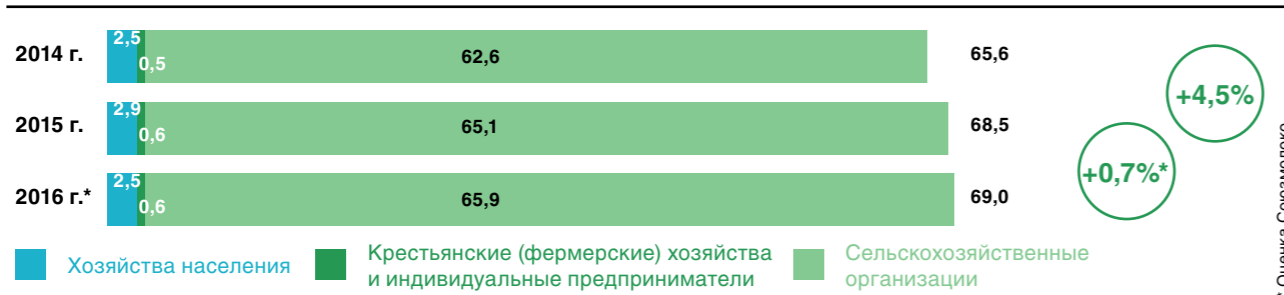 2014 г. 2,5 0,5 62,6 65,6
+4,5%
2015 г. 2,9 0,6 65,1 68,5
+0,7%*
2016 г.* 2,5 0,6 65,9 69,0
Хозяйства населения
Крестьянские (фермерские) хозяйства
и индивидуальные предприниматели
Сельскохозяйственные
организации
Оценка Союзмолоко